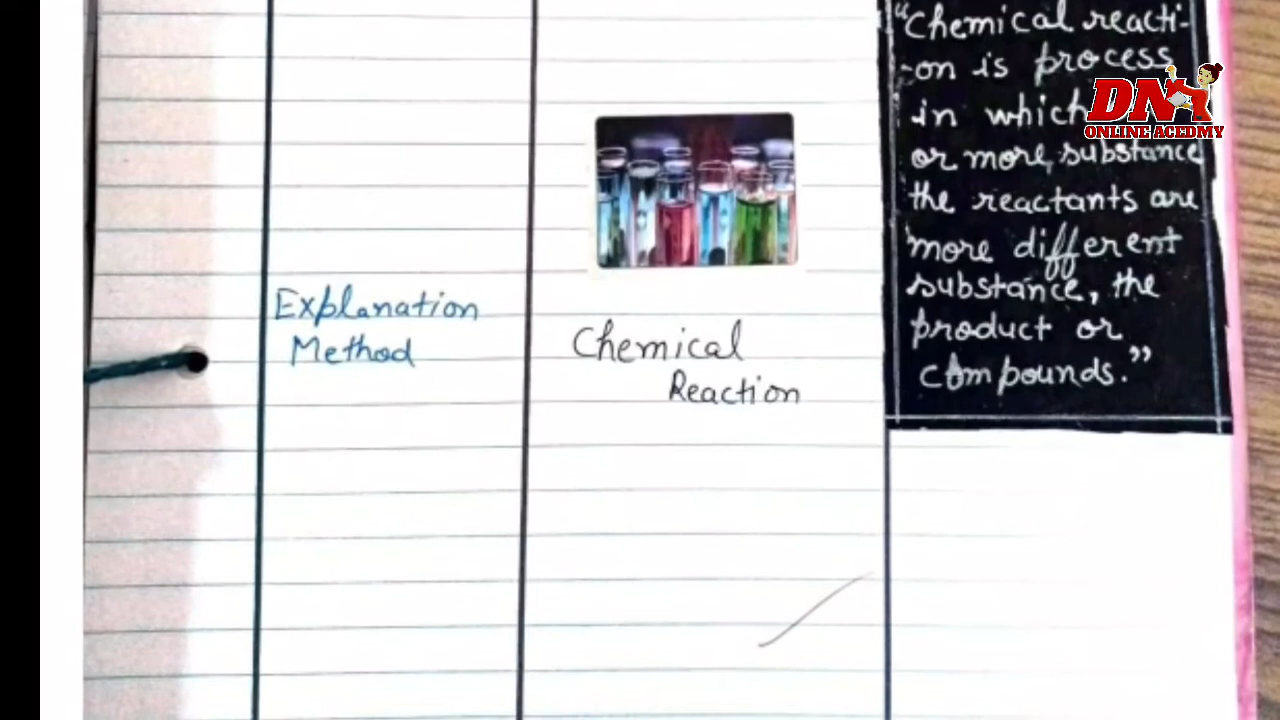 Explanation
Method
Chemical
Reaction
"Chemical reacti-
-on is process
in which
or more substance
the reactants are
more different
substance, the
product or
compounds."
DNA
ONLINE ACEDMY